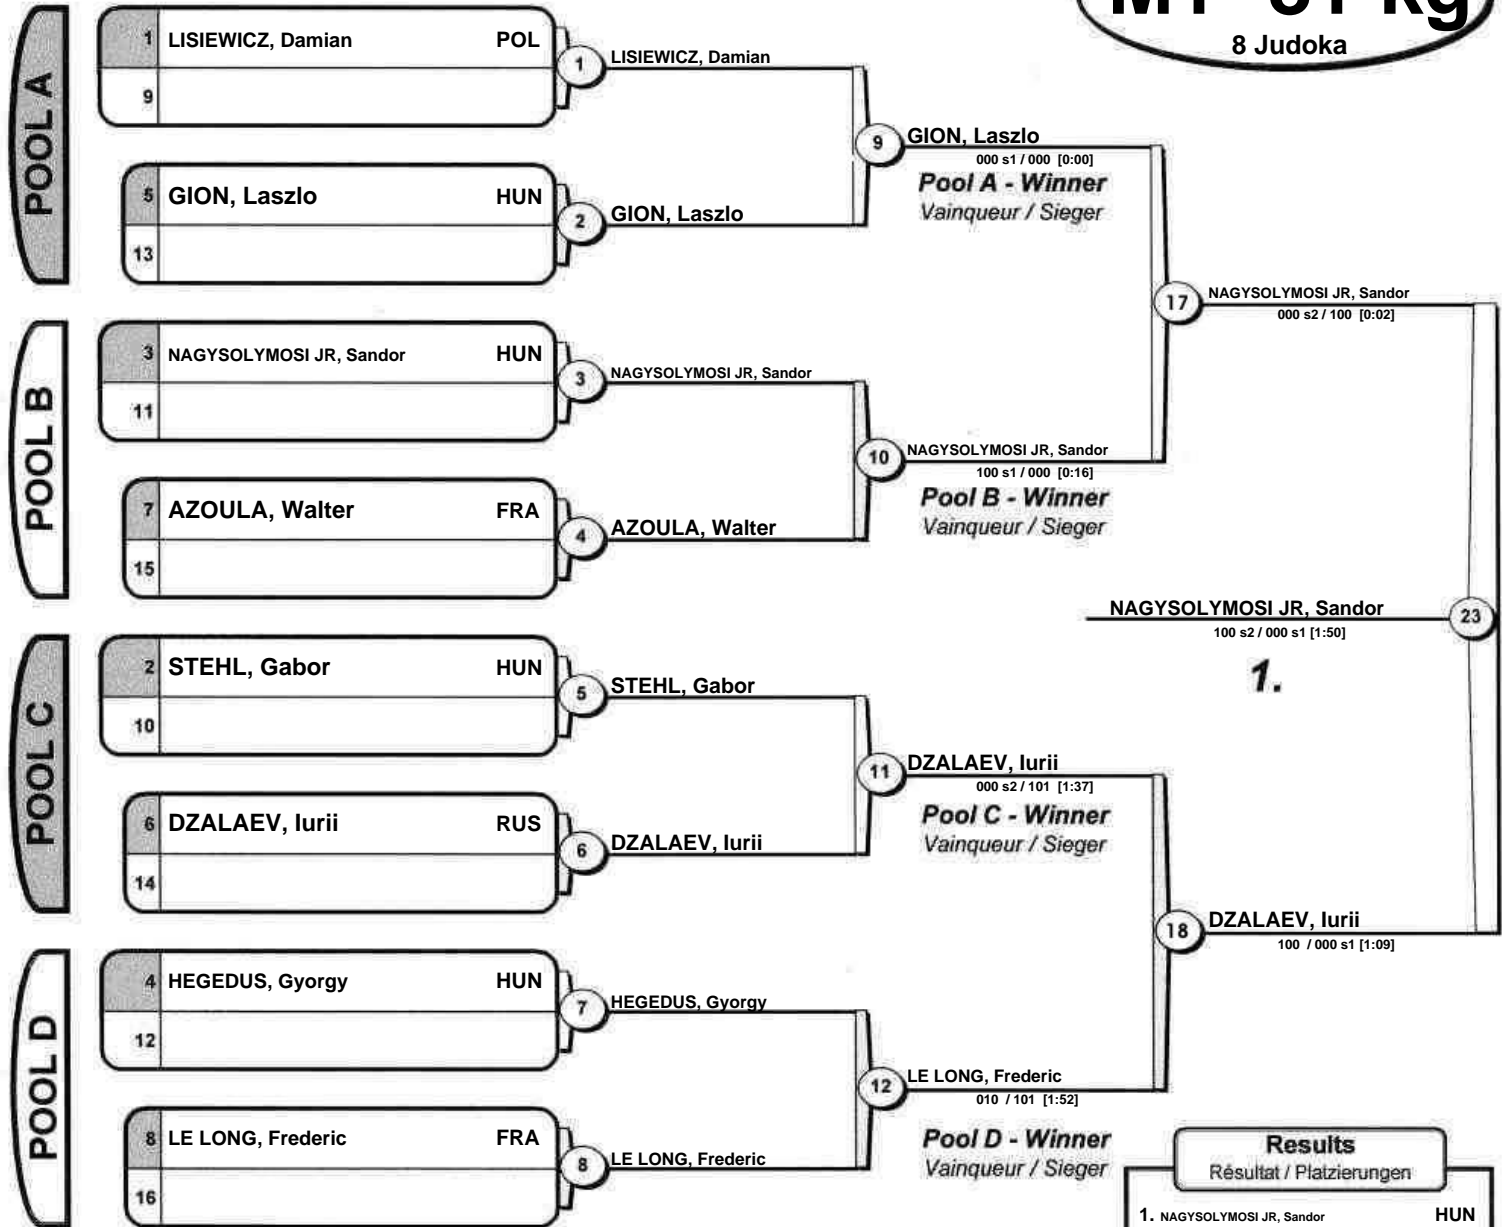 M1 -81 kg
8 Judoka
POOL A
1 LISIEWICZ, Damian POL
9
1 LISIEWICZ, Damian
5 GION, Laszlo HUN
13
2 GION, Laszlo
9 GION, Laszlo
000 s1 / 000 [0:00]
Pool A - Winner
Vainqueur / Sieger
POOL B
3 NAGYSOLYMOSI JR, Sandor HUN
11
3 NAGYSOLYMOSI JR, Sandor
7 AZOULA, Walter FRA
15
4 AZOULA, Walter
10 NAGYSOLYMOSI JR, Sandor
100 s1 / 000 [0:16]
Pool B - Winner
Vainqueur / Sieger
17 NAGYSOLYMOSI JR, Sandor
000 s2 / 100 [0:02]
POOL C
2 STEHL, Gabor HUN
10
5 STEHL, Gabor
6 DZALAEV, Iurii RUS
14
6 DZALAEV, Iurii
11 DZALAEV, Iurii
000 s2 / 101 [1:37]
Pool C - Winner
Vainqueur / Sieger
POOL D
4 HEGEDUS, Gyorgy HUN
12
7 HEGEDUS, Gyorgy
8 LE LONG, Frederic FRA
16
8 LE LONG, Frederic
12 LE LONG, Frederic
010 / 101 [1:52]
Pool D - Winner
Vainqueur / Sieger
18 DZALAEV, Iurii
100 / 000 s1 [1:09]
NAGYSOLYMOSI JR, Sandor 23
100 s2 / 000 s1 [1:50]
1.
Results
Résultat / Platzierungen
1. NAGYSOLYMOSI JR, Sandor HUN